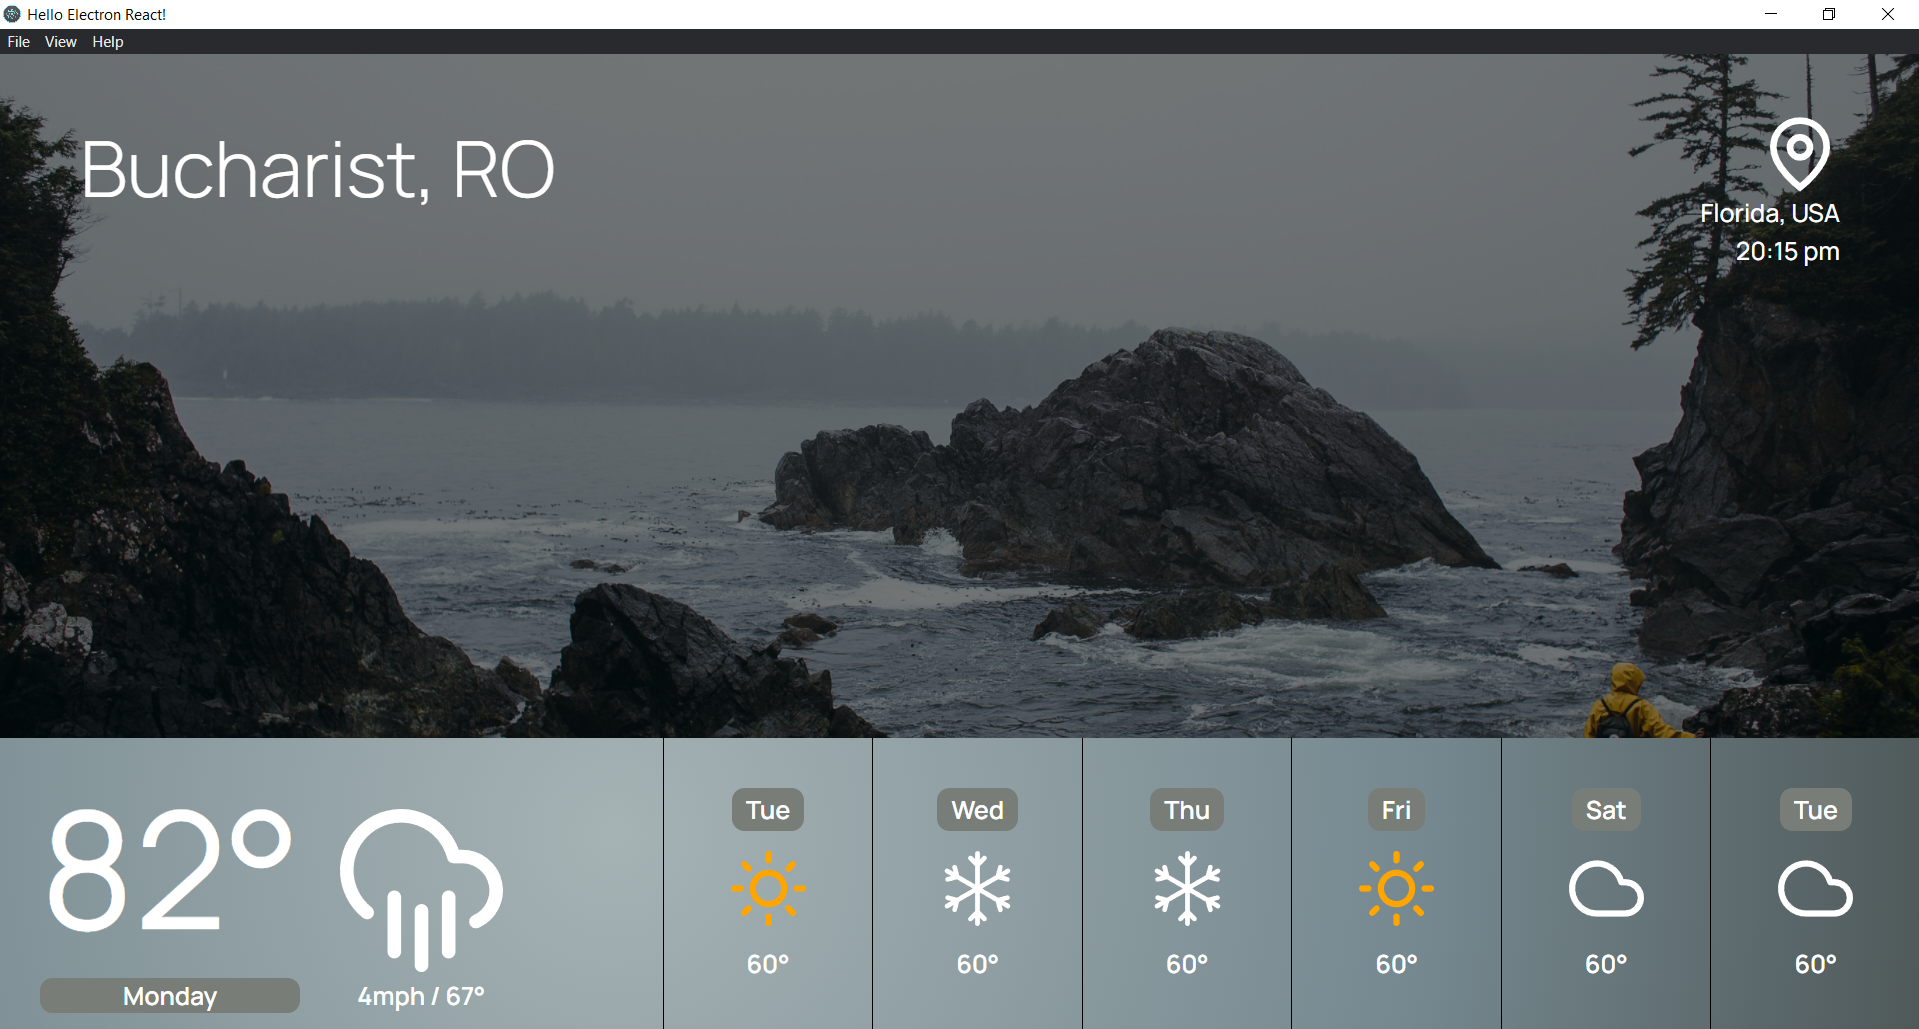 Hello Electron React!
File View Help
Bucharist, RO
Florida, USA
20:15 pm
82°
Monday
4mph / 67°
Tue
60°
Wed
60°
Thu
60°
Fri
60°
Sat
60°
Tue
60°